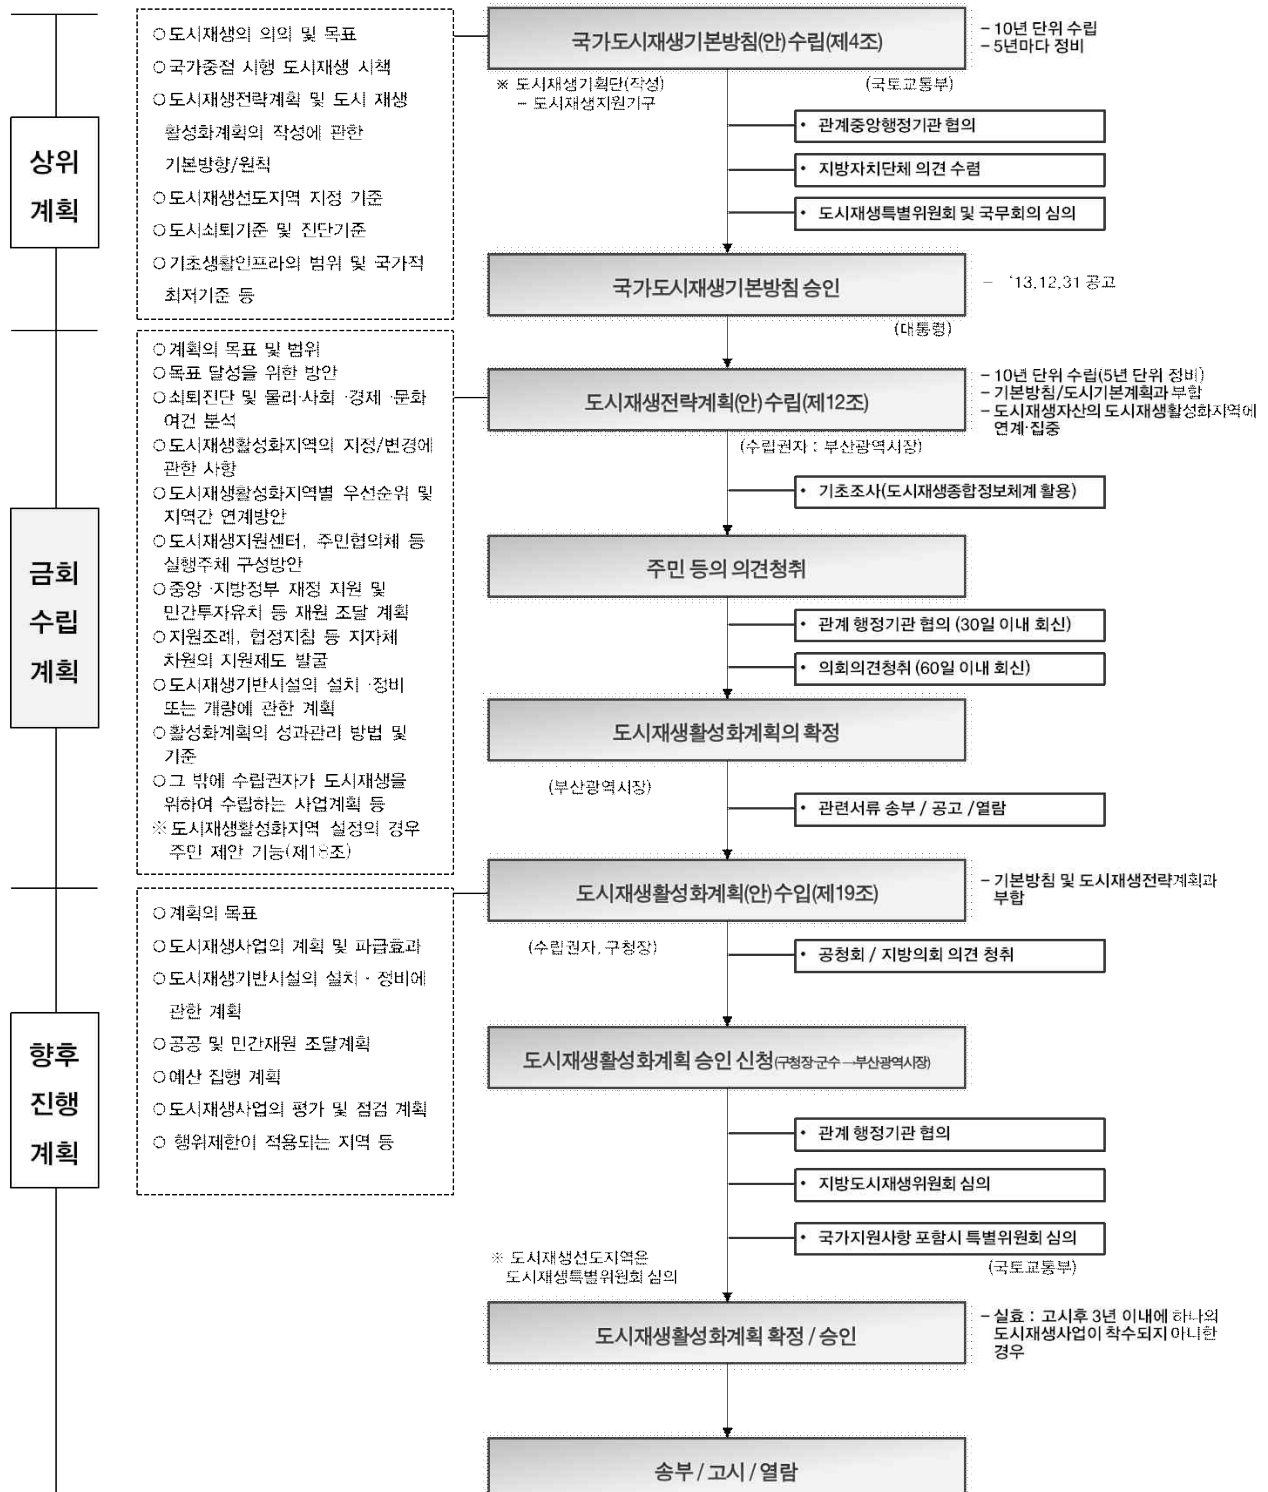 상위
계획
○도시재생의 의의 및 목표
○국가중점 시행 도시재생 시책
○도시재생전략계획 및 도시 재생
활성화계획의 작성에 관한
기본방향/원칙
○도시재생선도지역 지정 기준
○도시쇠퇴기준 및 진단기준
○기초생활인프라의 범위 및 국가적
최저기준 등
국가도시재생기본방침(안) 수립(제4조)
– 10년 단위 수립
– 5년마다 정비
※ 도시재생기획단(작성)
– 도시재생지원기구
(국토교통부)
• 관계중앙행정기관 협의
• 지방자치단체 의견 수렴
• 도시재생특별위원회 및 국무회의 심의
국가도시재생기본방침 승인
– '13.12.31 공고
(대통령)
금회
수립
계획
○계획의 목표 및 범위
○목표 달성을 위한 방안
○쇠퇴진단 및 물리·사회·경제·문화
여건 분석
○도시재생활성화지역의 지정/변경에
관한 사항
○도시재생활성화지역별 우선순위 및
지역간 연계방안
○도시재생지원센터, 주민협의체 등
실행주체 구성방안
○중앙·지방정부 재정 지원 및
민간투자유치 등 재원 조달 계획
○지원조례, 협정지침 등 지자체
차원의 지원제도 발굴
○도시재생기반시설의 설치·정비
또는 개량에 관한 계획
○활성화계획의 성과관리 방법 및
기준
○그 밖에 수립권자가 도시재생을
위하여 수립하는 사업계획 등
※도시재생활성화지역 설정의 경우
주민 제안 가능(제18조)
도시재생전략계획(안) 수립(제12조)
– 10년 단위 수립(5년 단위 정비)
– 기본방침/도시기본계획과 부합
– 도시재생자산의 도시재생활성화지역에
연계·집중
(수립권자 : 부산광역시장)
• 기초조사(도시재생종합정보체계 활용)
주민 등의 의견청취
• 관계 행정기관 협의 (30일 이내 회신)
• 의회의견청취 (60일 이내 회신)
도시재생활성화계획의 확정
(부산광역시장)
• 관련서류 송부 / 공고 /열람
향후
진행
계획
○계획의 목표
○도시재생사업의 계획 및 파급효과
○도시재생기반시설의 설치·정비에
관한 계획
○공공 및 민간재원 조달계획
○예산 집행 계획
○도시재생사업의 평가 및 점검 계획
○ 행위제한이 적용되는 지역 등
도시재생활성화계획(안) 수입(제19조)
– 기본방침 및 도시재생전략계획과
부합
(수립권자, 구청장)
• 공청회 / 지방의회 의견 청취
도시재생활성화계획 승인 신청(구청장·군수→부산광역시장)
• 관계 행정기관 협의
• 지방도시재생위원회 심의
• 국가지원사항 포함시 특별위원회 심의
(국토교통부)
※ 도시재생선도지역은
도시재생특별위원회 심의
도시재생활성화계획 확정 / 승인
– 실효 : 고시후 3년 이내에 하나의
도시재생사업이 착수되지 아니한
경우
송부 / 고시 / 열람